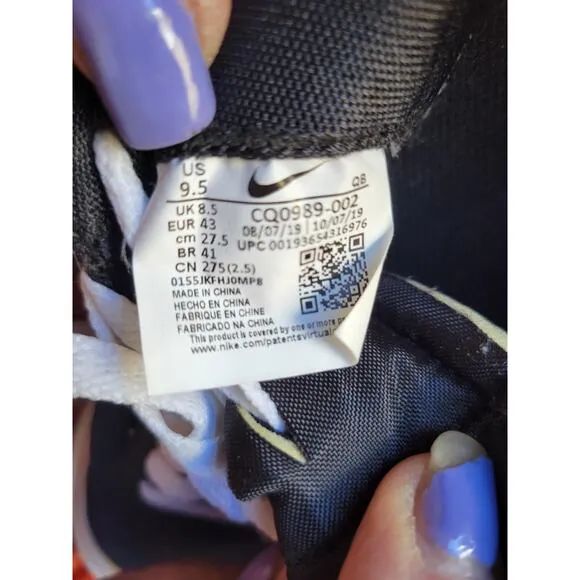 US
9.5
QB
UK 8.5
EUR 43
cm 27.5
BR 41
CN 275(2.5)
CQ0989-002
08/07/19 10/07/19
UPC 00193654316976
0155JKFHJ0MPB
MADE IN CHINA
HECHO EN CHINA
FABRIQUE EN CHINE
FABRICADO NA CHINA
This product is covered by one or more
www.nike.com/patentsvirtual